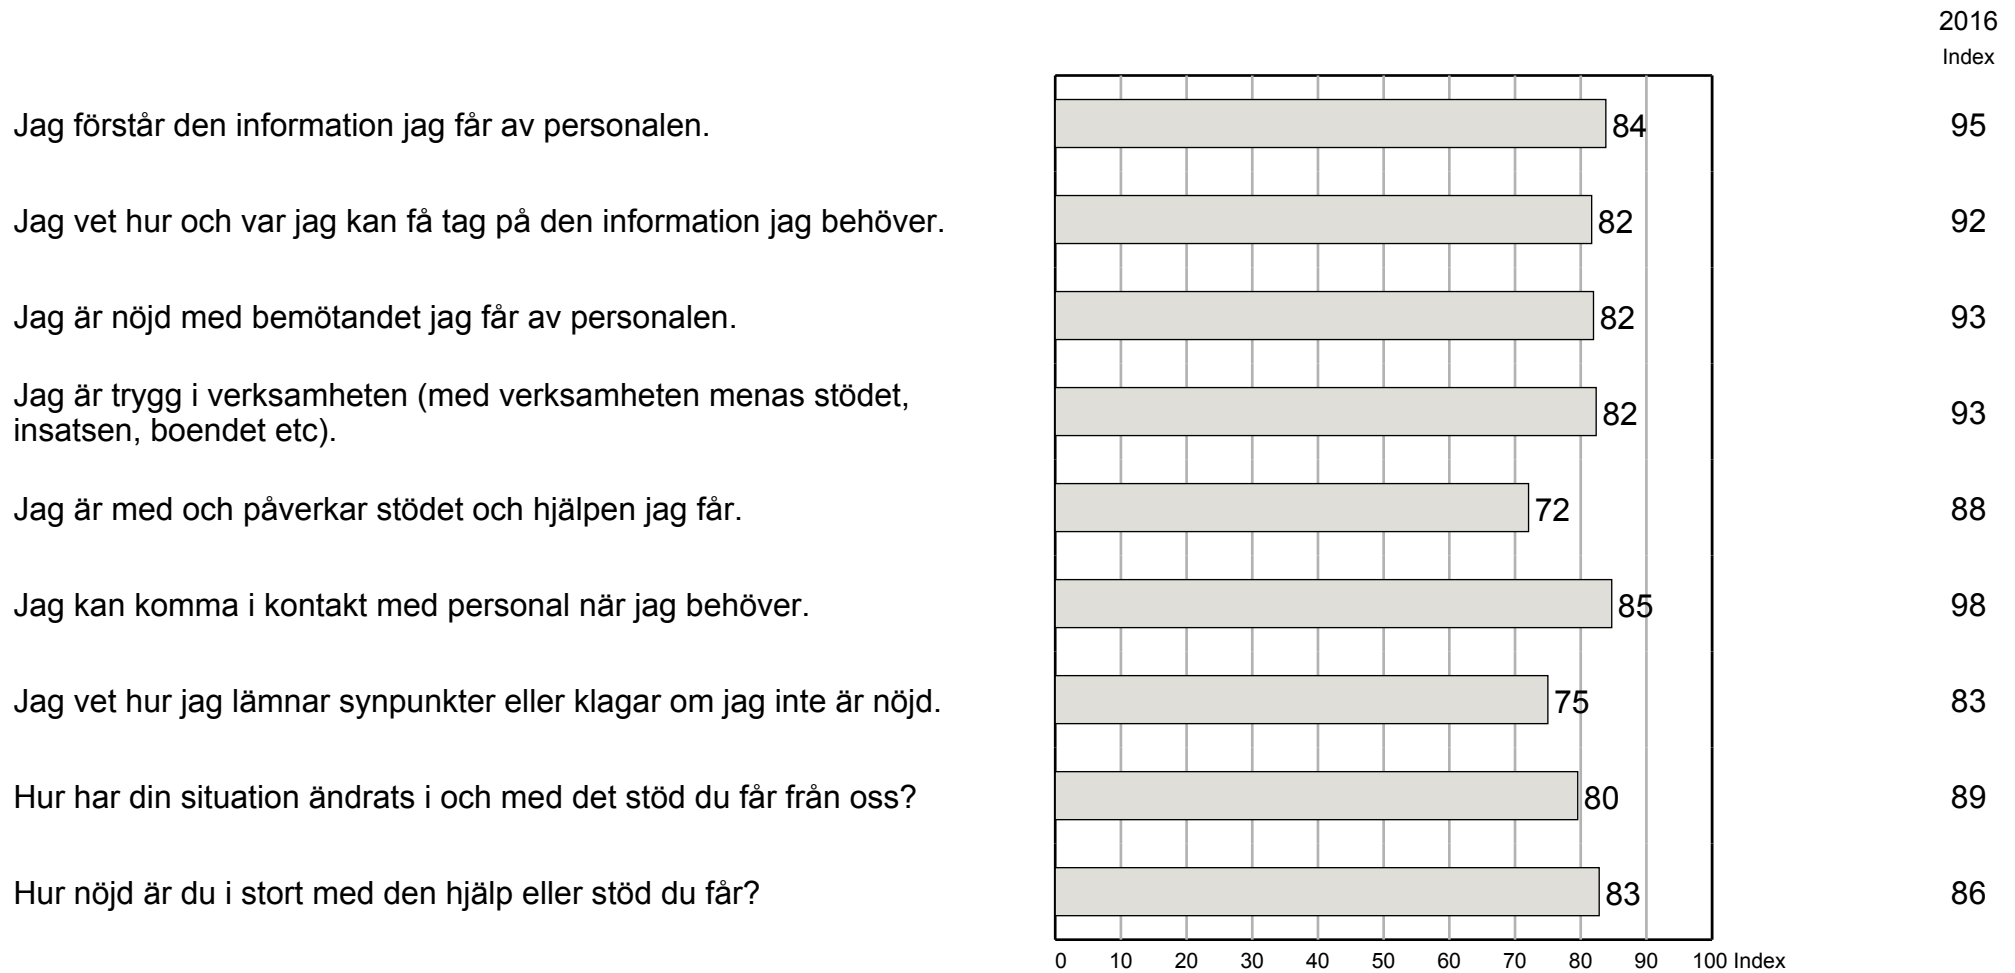 2016
Index
Jag förstår den information jag får av personalen. 84 95
Jag vet hur och var jag kan få tag på den information jag behöver. 82 92
Jag är nöjd med bemötandet jag får av personalen. 82 93
Jag är trygg i verksamheten (med verksamheten menas stödet,
insatsen, boendet etc). 82 93
Jag är med och påverkar stödet och hjälpen jag får. 72 88
Jag kan komma i kontakt med personal när jag behöver. 85 98
Jag vet hur jag lämnar synpunkter eller klagar om jag inte är nöjd. 75 83
Hur har din situation ändrats i och med det stöd du får från oss? 80 89
Hur nöjd är du i stort med den hjälp eller stöd du får? 83 86
0 10 20 30 40 50 60 70 80 90 100 Index